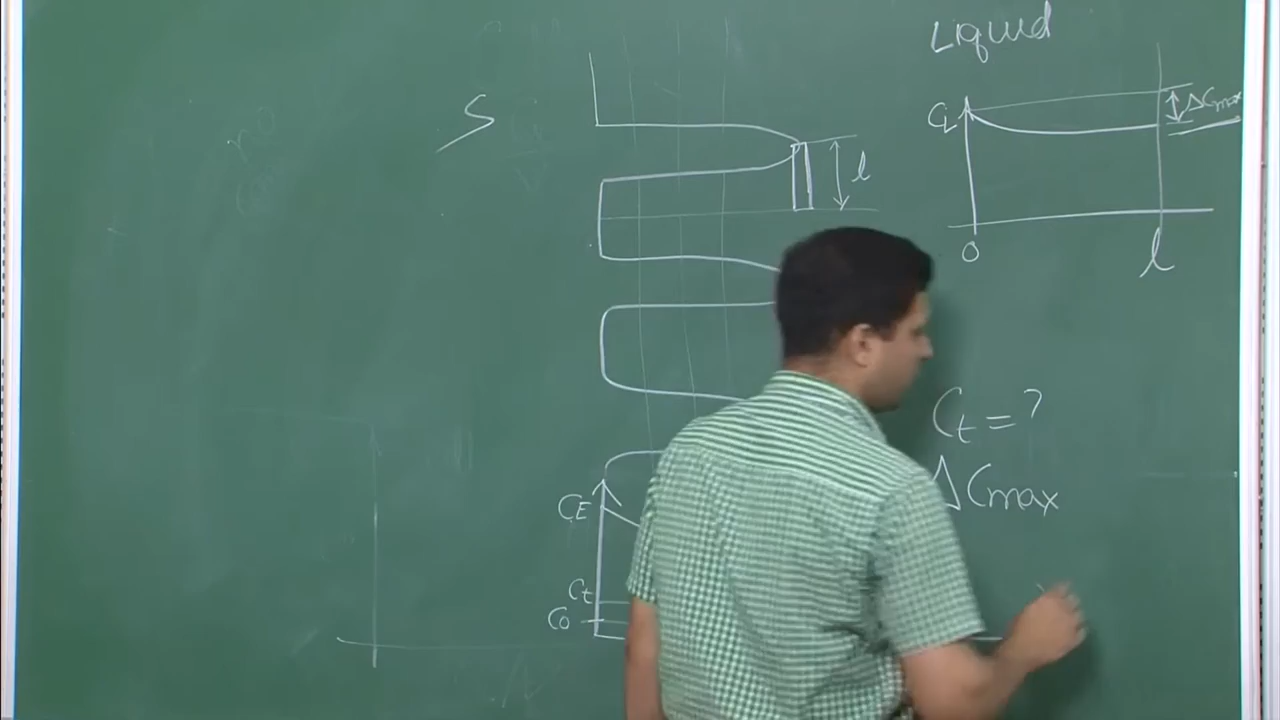 Liquid
S
CL
ΔCmax
l
0
l
Ct = ?
ΔCmax
CE
Ct
C0